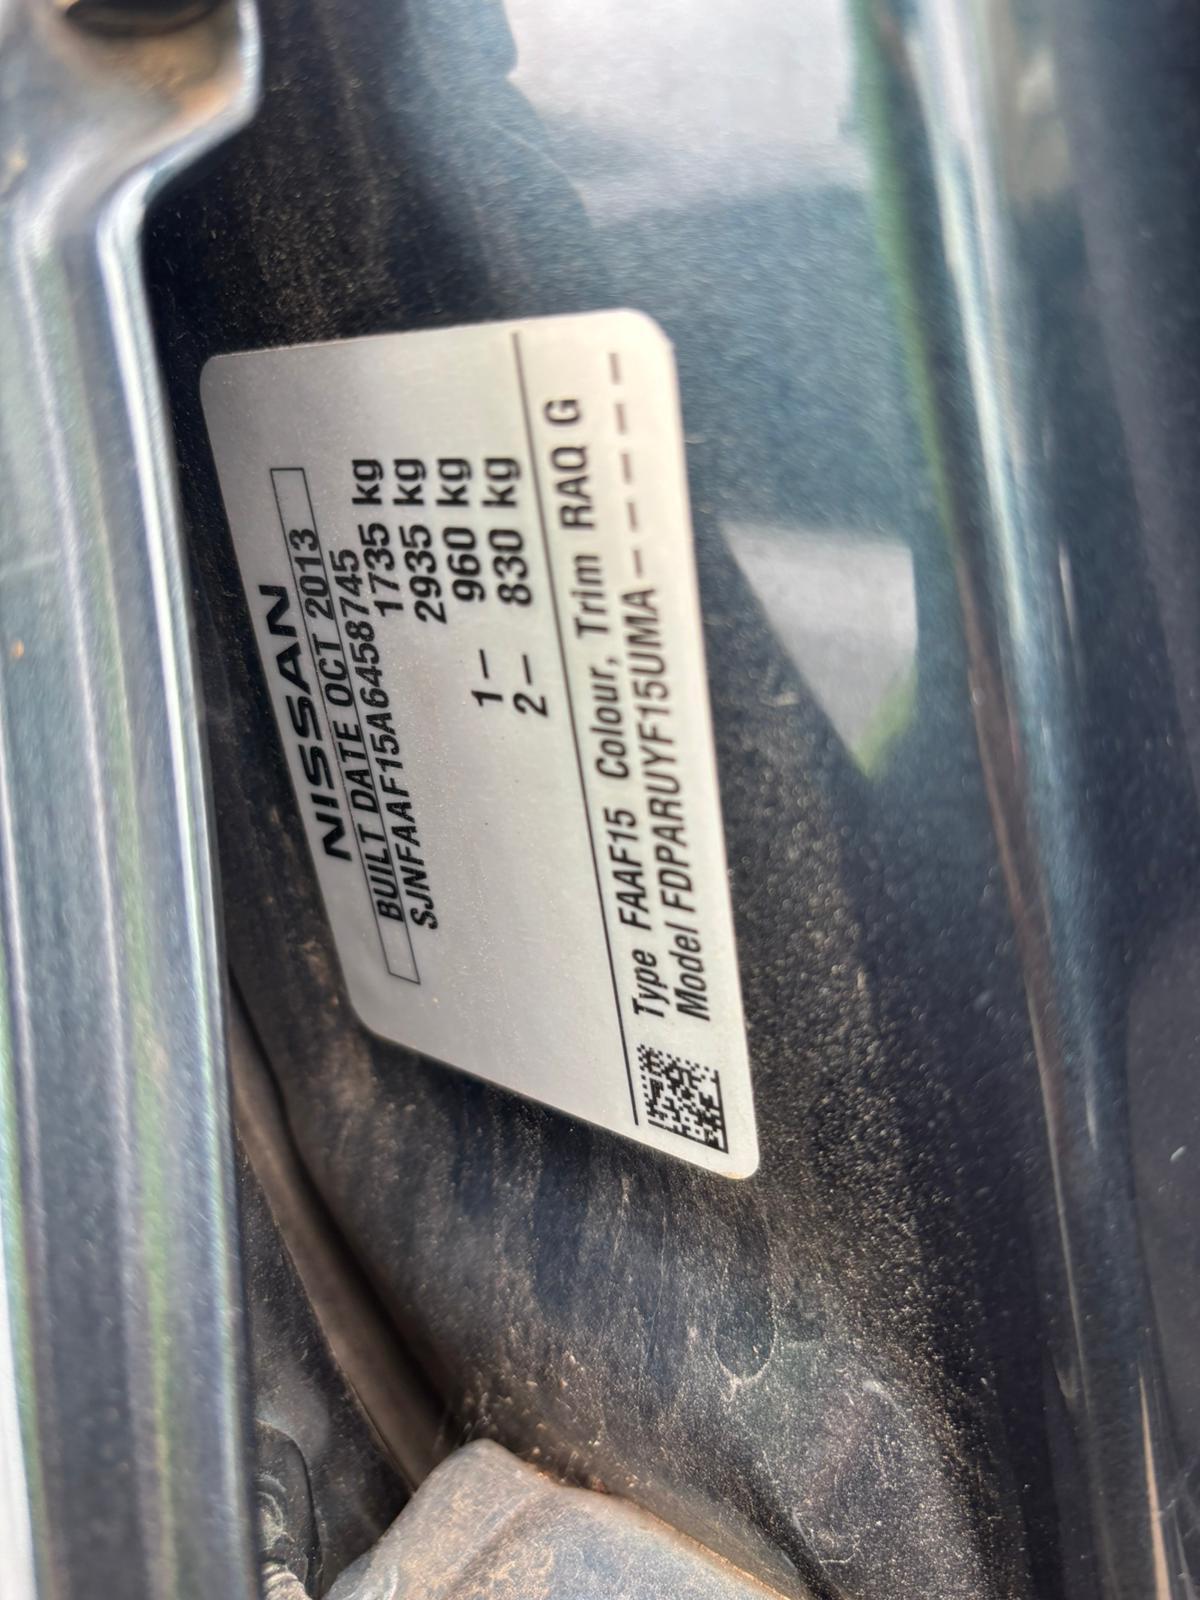 NISSAN
BUILT DATE OCT 2013
SJNFAAF15A6458745
1735 kg
2935 kg
1– 960 kg
2– 830 kg
Type FAAF15 Colour, Trim RAQ G
Model FDPARUYF15UMA–––––